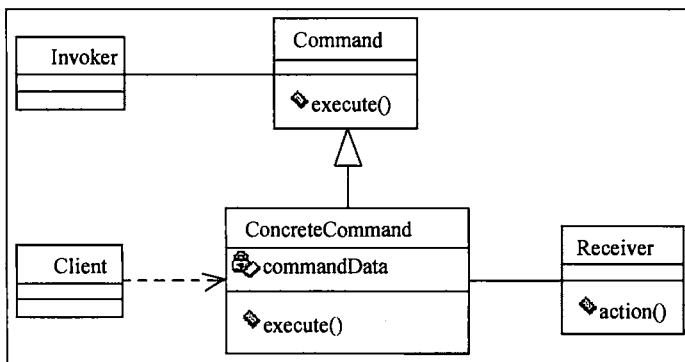 Command
Invoker
execute()
ConcreteCommand
Client
commandData
Receiver
execute()
action()